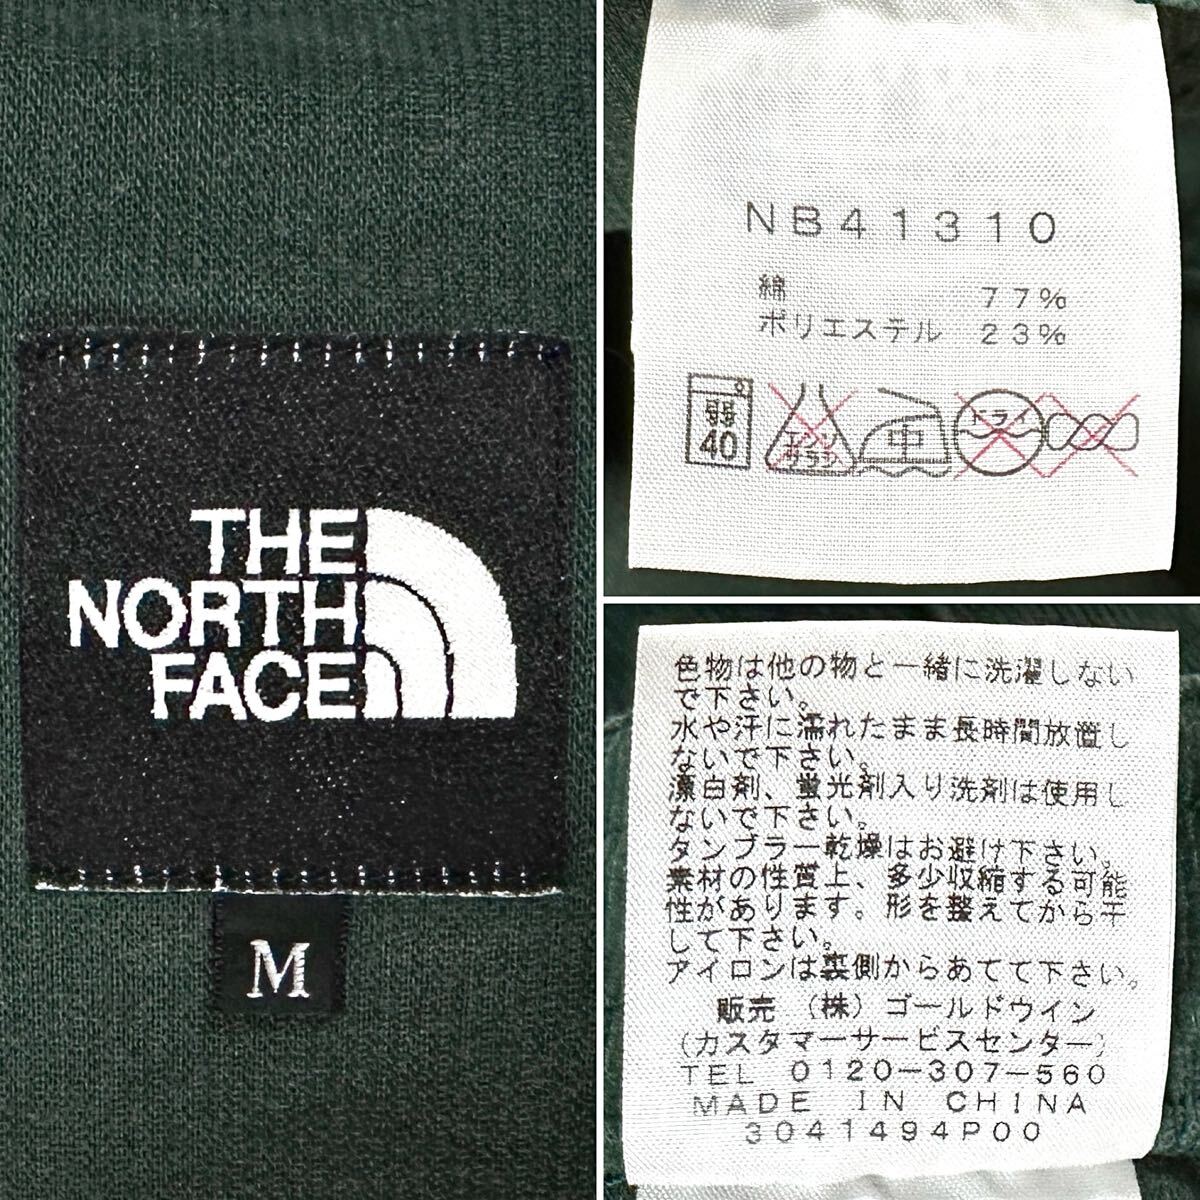 THE
NORTH
FACE
M
NB41310
綿 77%
ポリエステル 23%
弱
40
エンソ
サラシ
中
ドライ
色物は他の物と一緒に洗濯しない
で下さい。
水や汗に濡れたまま長時間放置し
ないで下さい。
漂白剤、蛍光剤入り洗剤は使用し
ないで下さい。
タンブラー乾燥はお避け下さい。
素材の性質上、多少収縮する可能
性があります。形を整えてから干
して下さい。
アイロンは裏側からあてて下さい。
販売 (株)ゴールドウイン
(カスタマーサービスセンター)
TEL 0120-307-560
MADE IN CHINA
3041494P00